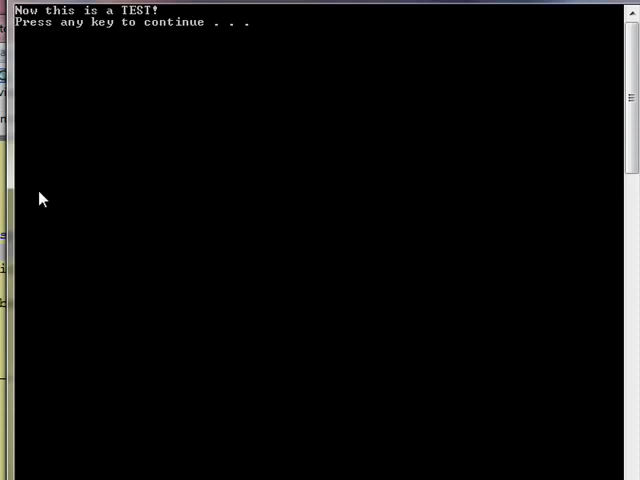 Now this is a TEST!
Press any key to continue . . .